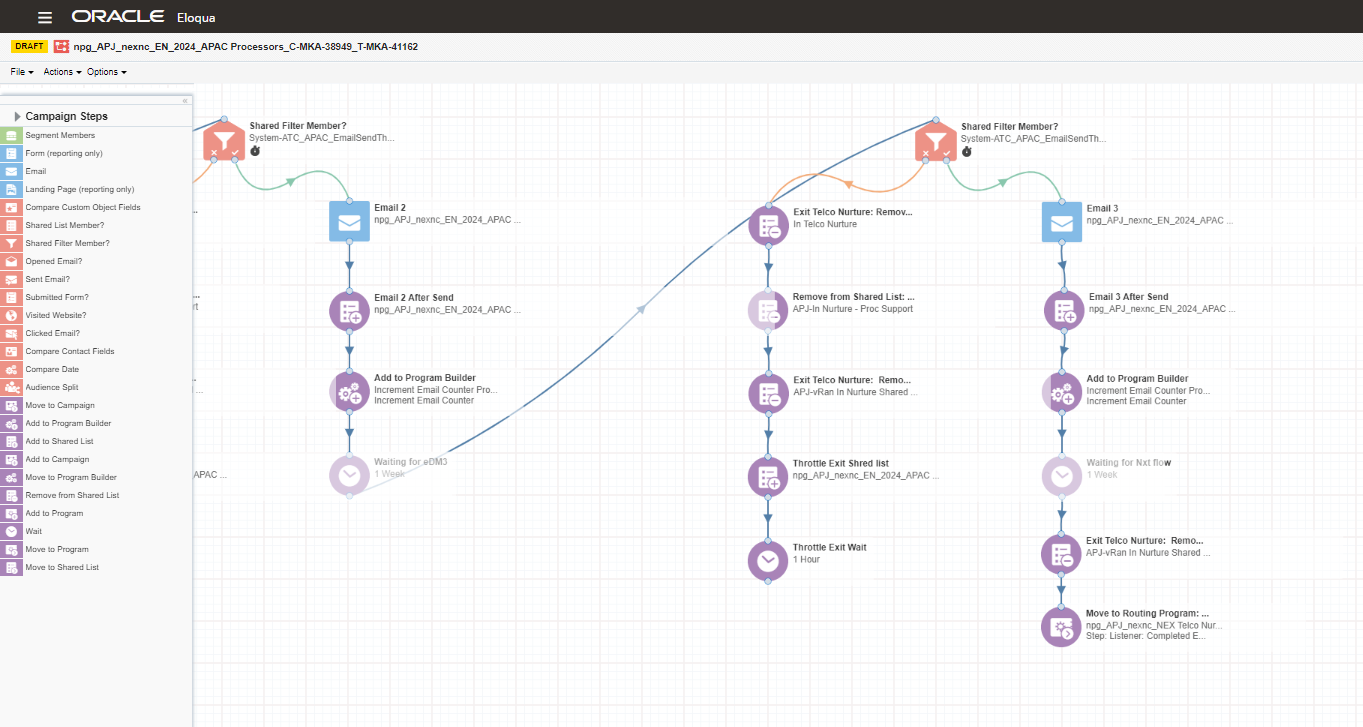 ORACLE Eloqua
DRAFT npg_APJ_nexnc_EN_2024_APAC Processors_C-MKA-38949_T-MKA-41162
File Actions Options
«
Campaign Steps
Segment Members
Form (reporting only)
Email
Landing Page (reporting only)
Compare Custom Object Fields
Shared List Member?
Shared Filter Member?
Opened Email?
Sent Email?
Submitted Form?
Visited Website?
Clicked Email?
Compare Contact Fields
Compare Date
Audience Split
Move to Campaign
Add to Program Builder
Add to Shared List
Add to Campaign
Move to Program Builder
Remove from Shared List
Add to Program
Wait
Move to Program
Move to Shared List
...
...
rt
...
...
APAC ...
Shared Filter Member?
System-ATC_APAC_EmailSendTh...
Email 2
npg_APJ_nexnc_EN_2024_APAC ...
Email 2 After Send
npg_APJ_nexnc_EN_2024_APAC ...
Add to Program Builder
Increment Email Counter Pro...
Increment Email Counter
Waiting for eDM3
1 Week
Shared Filter Member?
System-ATC_APAC_EmailSendTh...
Exit Telco Nurture: Remov...
In Telco Nurture
Remove from Shared List: ...
APJ-In Nurture - Proc Support
Exit Telco Nurture: Remo...
APJ-vRan In Nurture Shared ...
Throttle Exit Shred list
npg_APJ_nexnc_EN_2024_APAC ...
Throttle Exit Wait
1 Hour
Email 3
npg_APJ_nexnc_EN_2024_APAC ...
Email 3 After Send
npg_APJ_nexnc_EN_2024_APAC ...
Add to Program Builder
Increment Email Counter Pro...
Increment Email Counter
Waiting for Nxt flow
1 Week
Exit Telco Nurture: Remo...
APJ-vRan In Nurture Shared ...
Move to Routing Program: ...
npg_APJ_nexnc_NEX Telco Nur...
Step: Listener: Completed E...